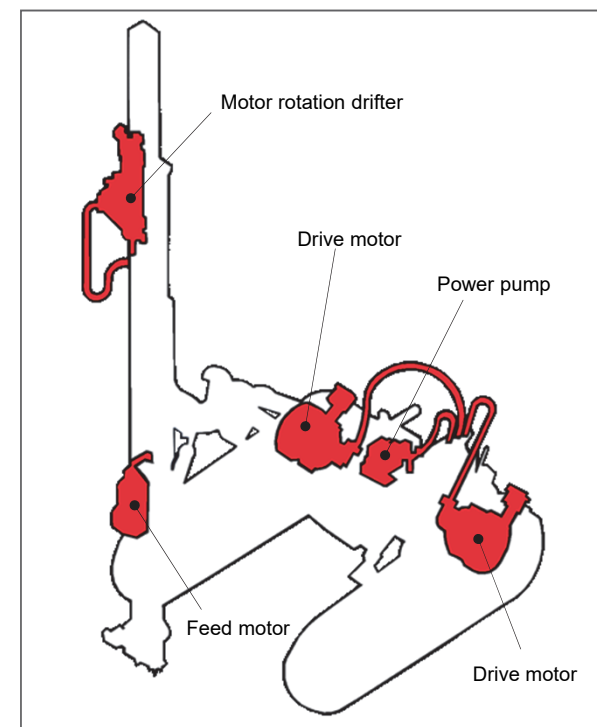 Motor rotation drifter
Drive motor
Power pump
Feed motor
Drive motor